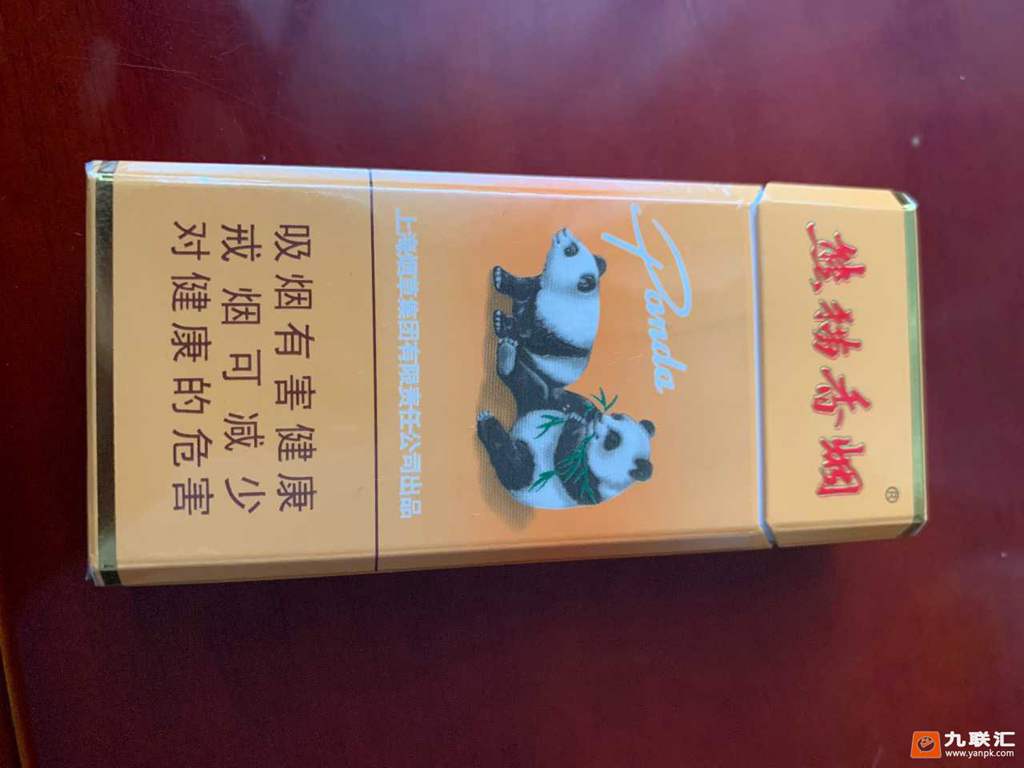 熊猫香烟
®
Panda
上海烟草集团有限责任公司出品
吸烟有害健康
戒烟可减少
对健康的危害
九联汇
www.yanpk.com